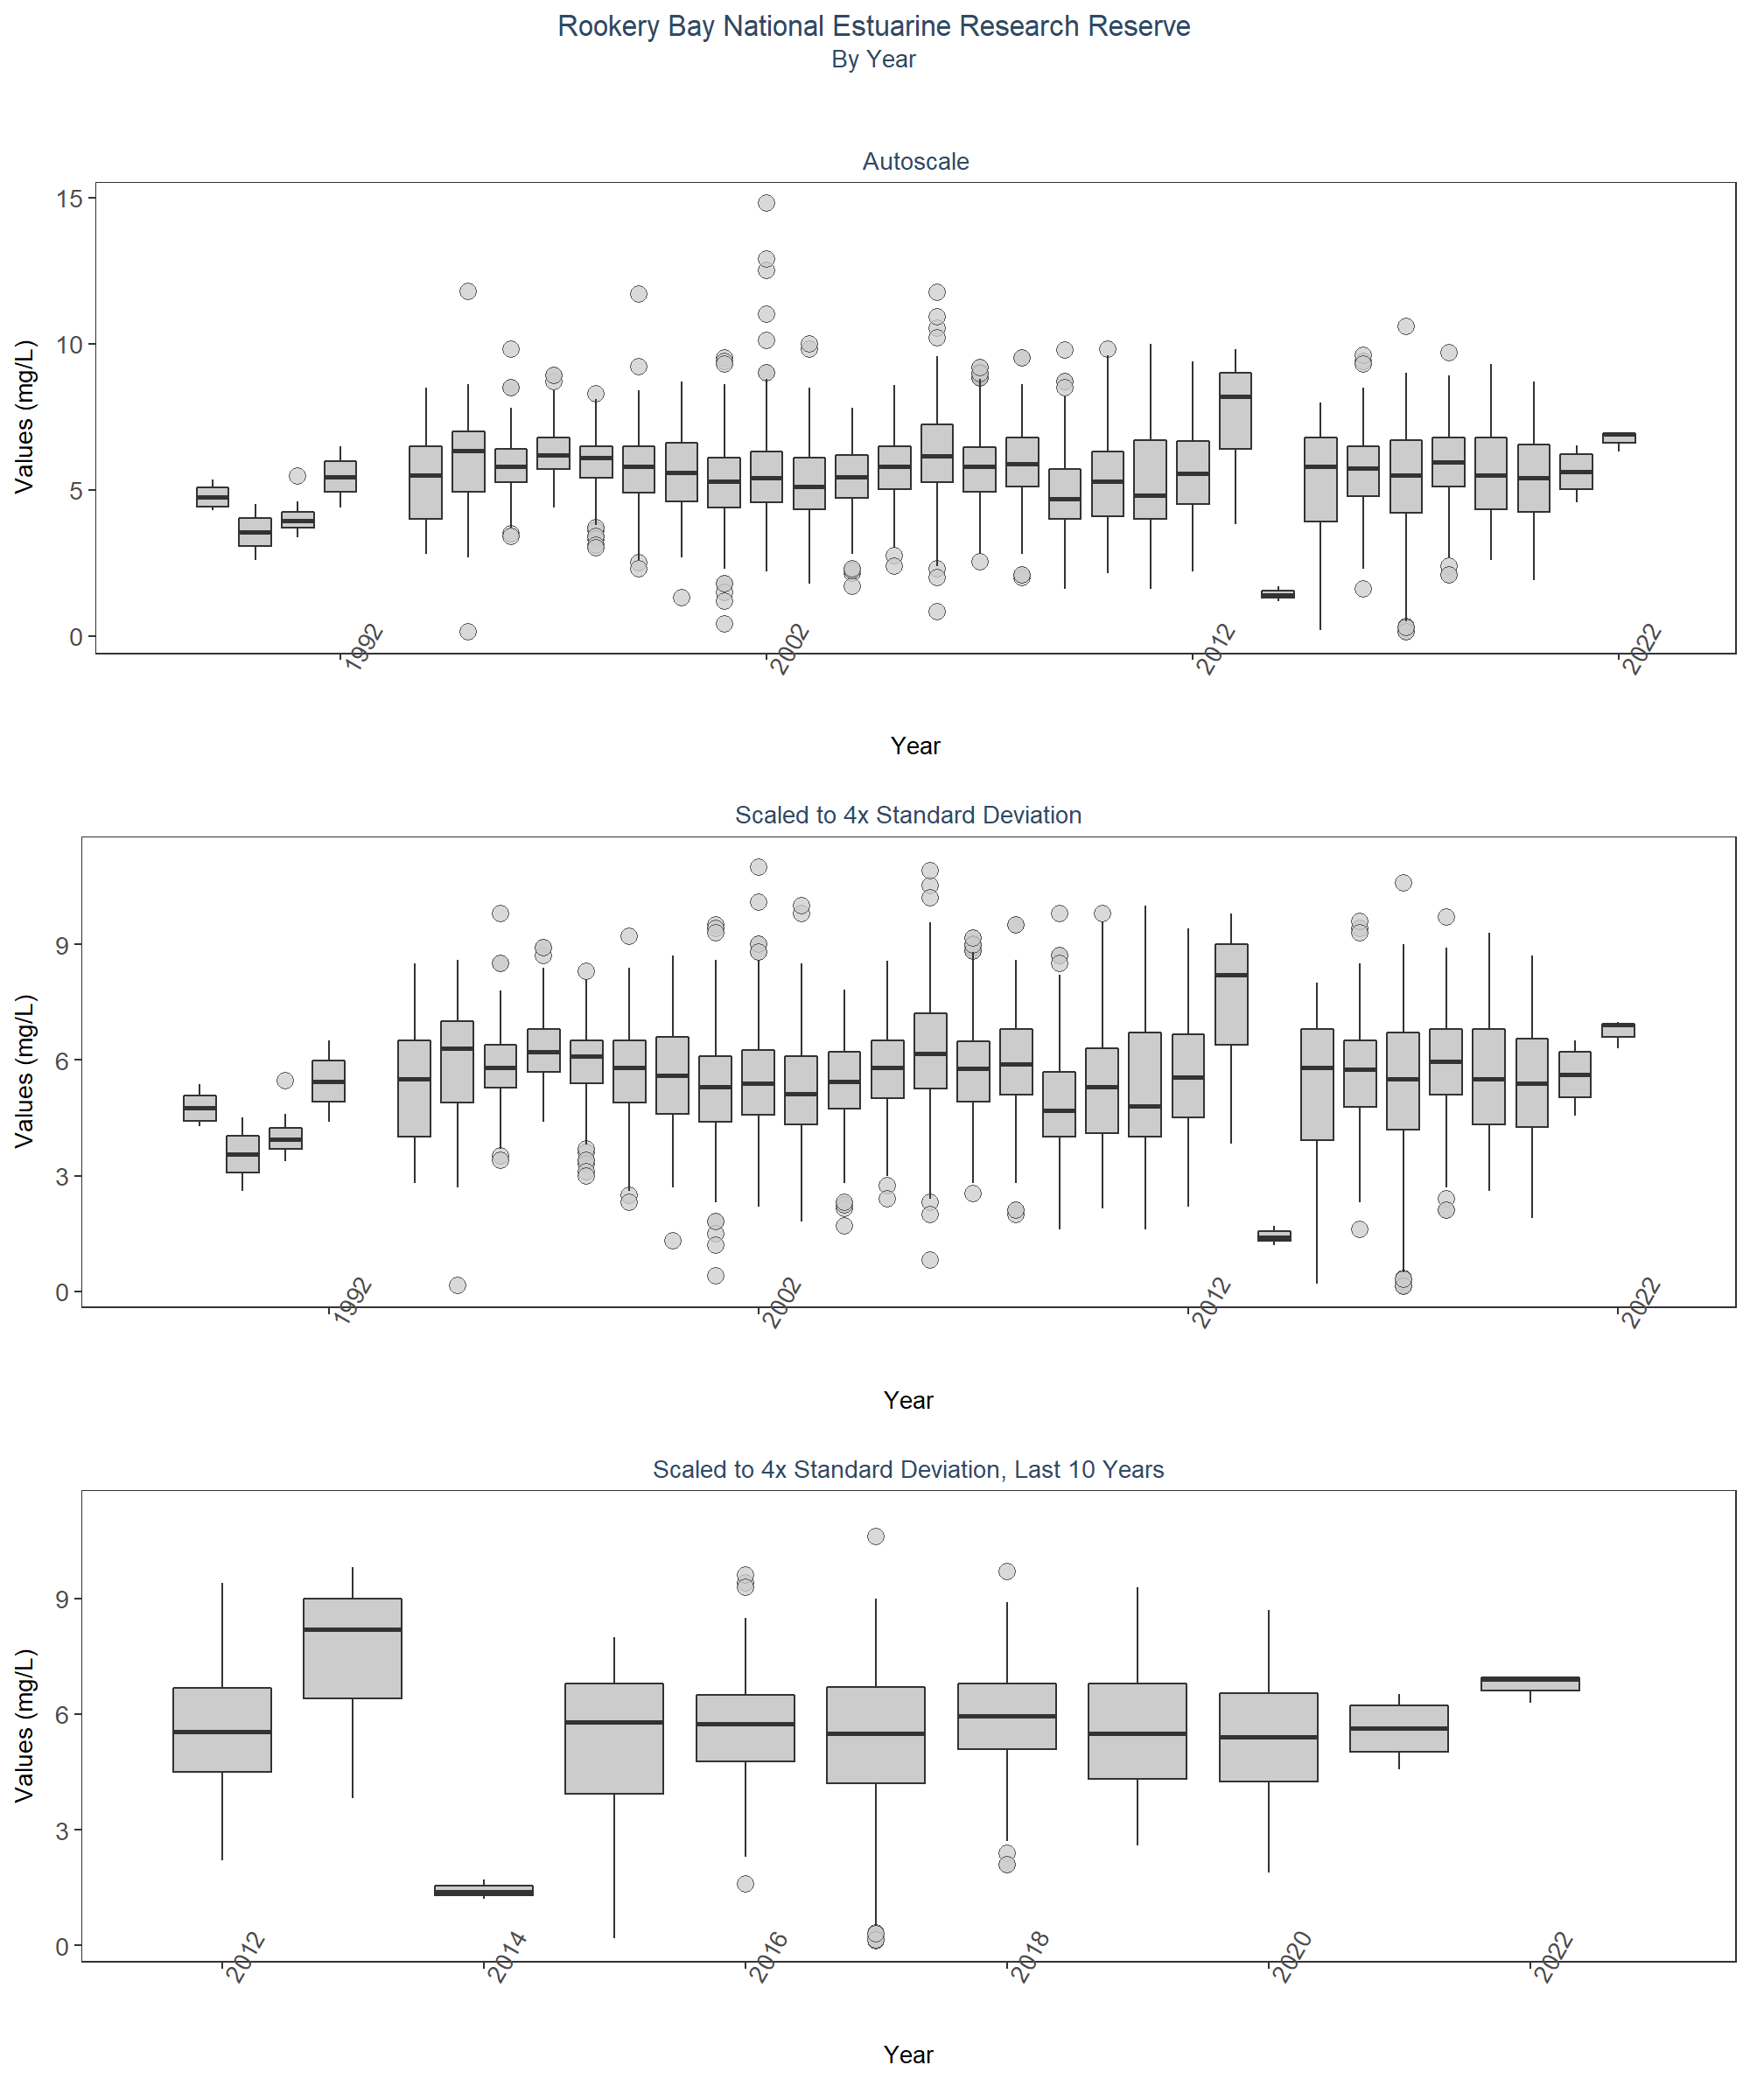 Rookery Bay National Estuarine Research Reserve
By Year
Autoscale
15
10
5
0
Values (mg/L)
1992
2002
2012
2022
Year
Scaled to 4x Standard Deviation
9
6
3
0
Values (mg/L)
1992
2002
2012
2022
Year
Scaled to 4x Standard Deviation, Last 10 Years
9
6
3
0
Values (mg/L)
2012
2014
2016
2018
2020
2022
Year